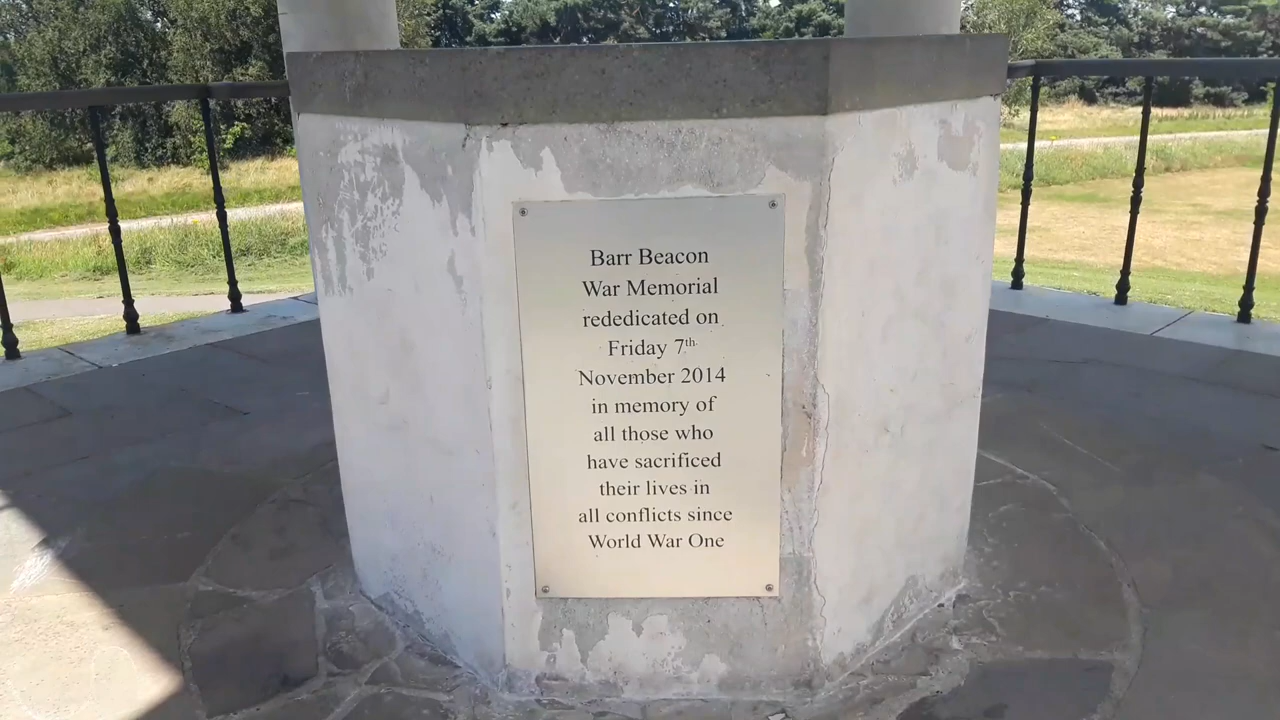 Barr Beacon
War Memorial
rededicated on
Friday 7th
November 2014
in memory of
all those who
have sacrificed
their lives in
all conflicts since
World War One